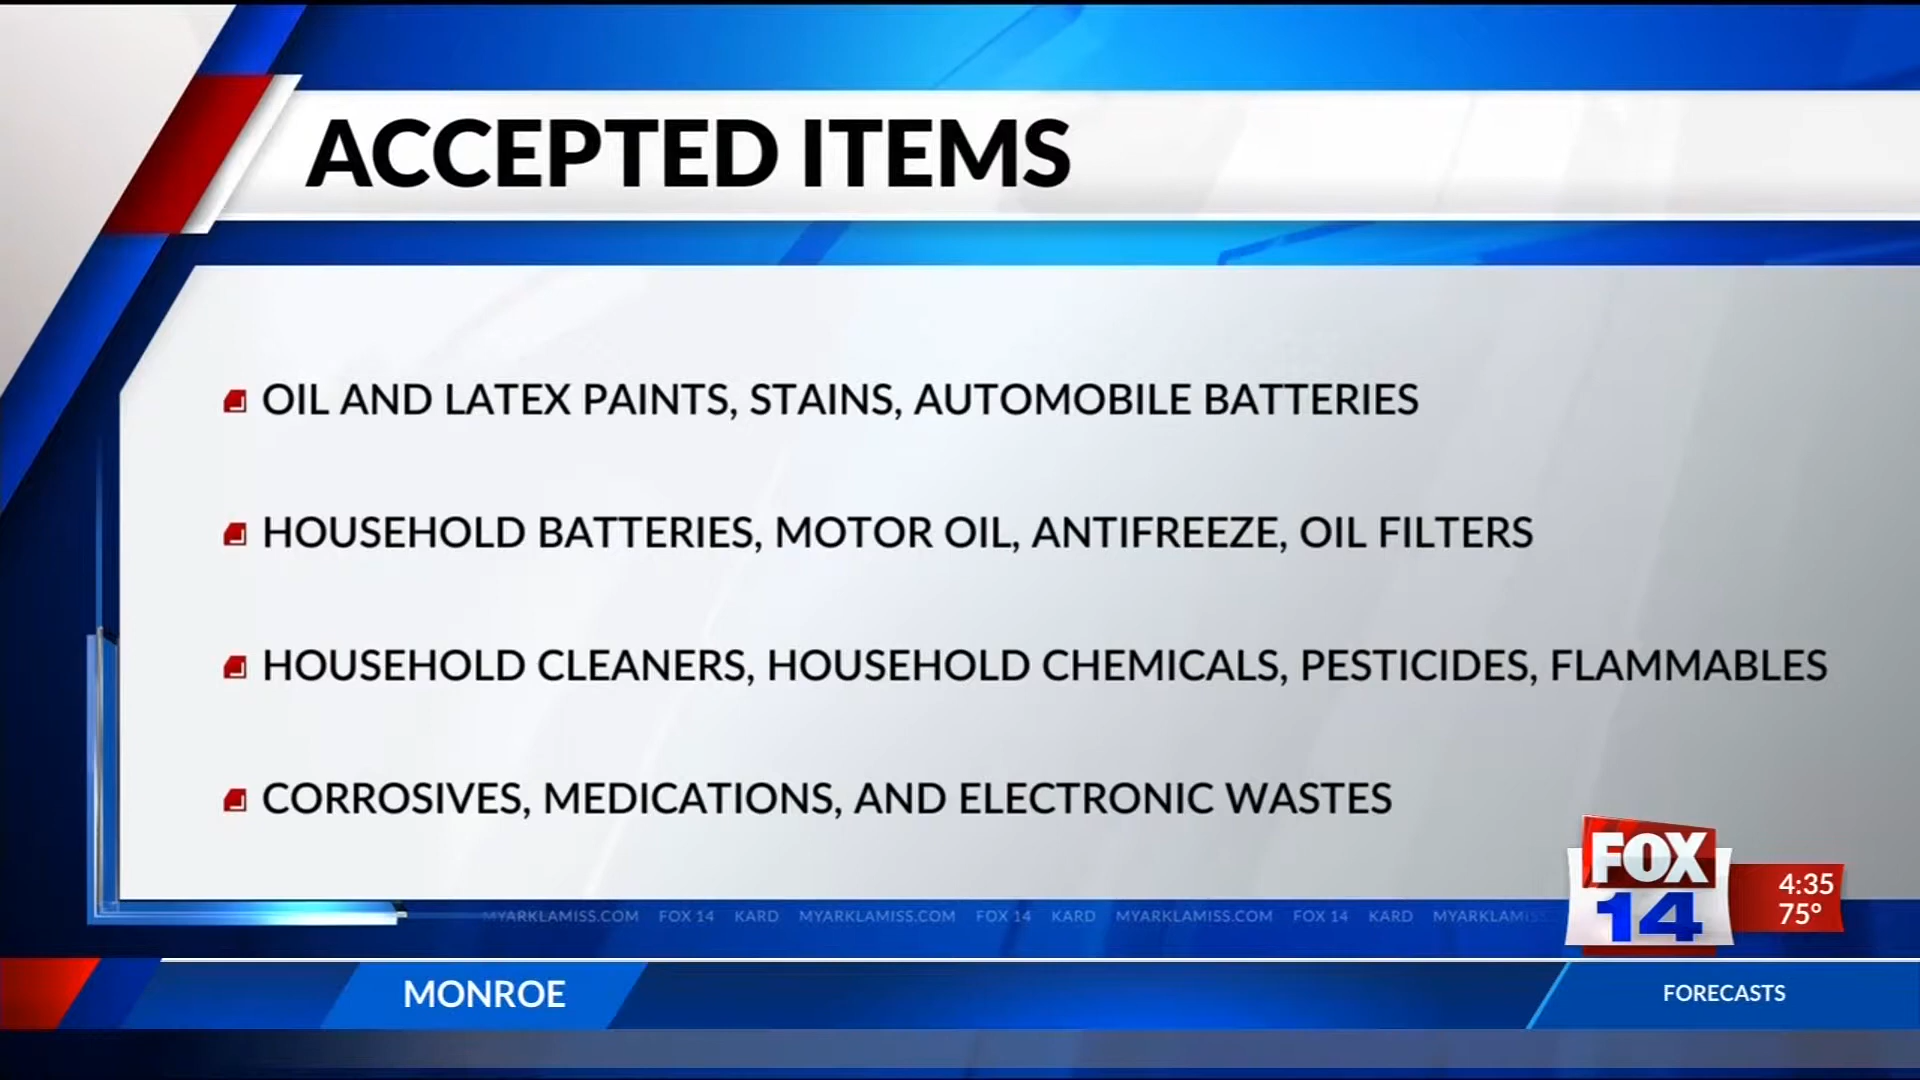 ACCEPTED ITEMS
OIL AND LATEX PAINTS, STAINS, AUTOMOBILE BATTERIES
HOUSEHOLD BATTERIES, MOTOR OIL, ANTIFREEZE, OIL FILTERS
HOUSEHOLD CLEANERS, HOUSEHOLD CHEMICALS, PESTICIDES, FLAMMABLES
CORROSIVES, MEDICATIONS, AND ELECTRONIC WASTES
FOX
14
4:35
75°
MYARKLAMISS.COM FOX 14 KARD MYARKLAMISS.COM FOX 14 KARD MYARKLAMISS.COM FOX 14 KARD MYARKLAMISS
MONROE
FORECASTS